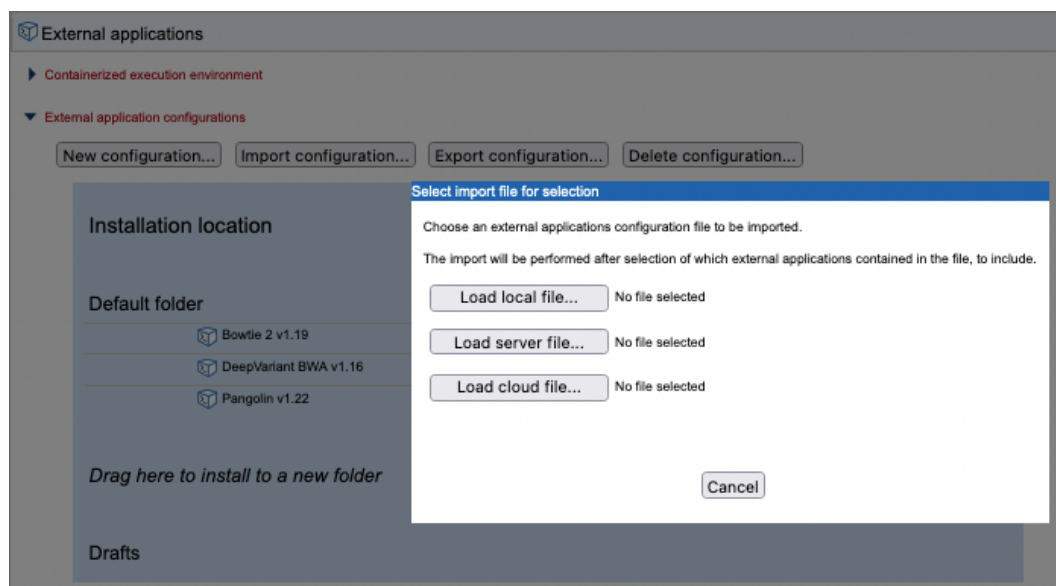 External applications
Containerized execution environment
External application configurations
New configuration... Import configuration... Export configuration... Delete configuration...
Select import file for selection
Installation location
Choose an external applications configuration file to be imported.
The import will be performed after selection of which external applications contained in the file, to include.
Default folder
Load local file... No file selected
Bowtie 2 v1.19
Load server file... No file selected
DeepVariant BWA v1.16
Load cloud file... No file selected
Pangolin v1.22
Drag here to install to a new folder
Cancel
Drafts